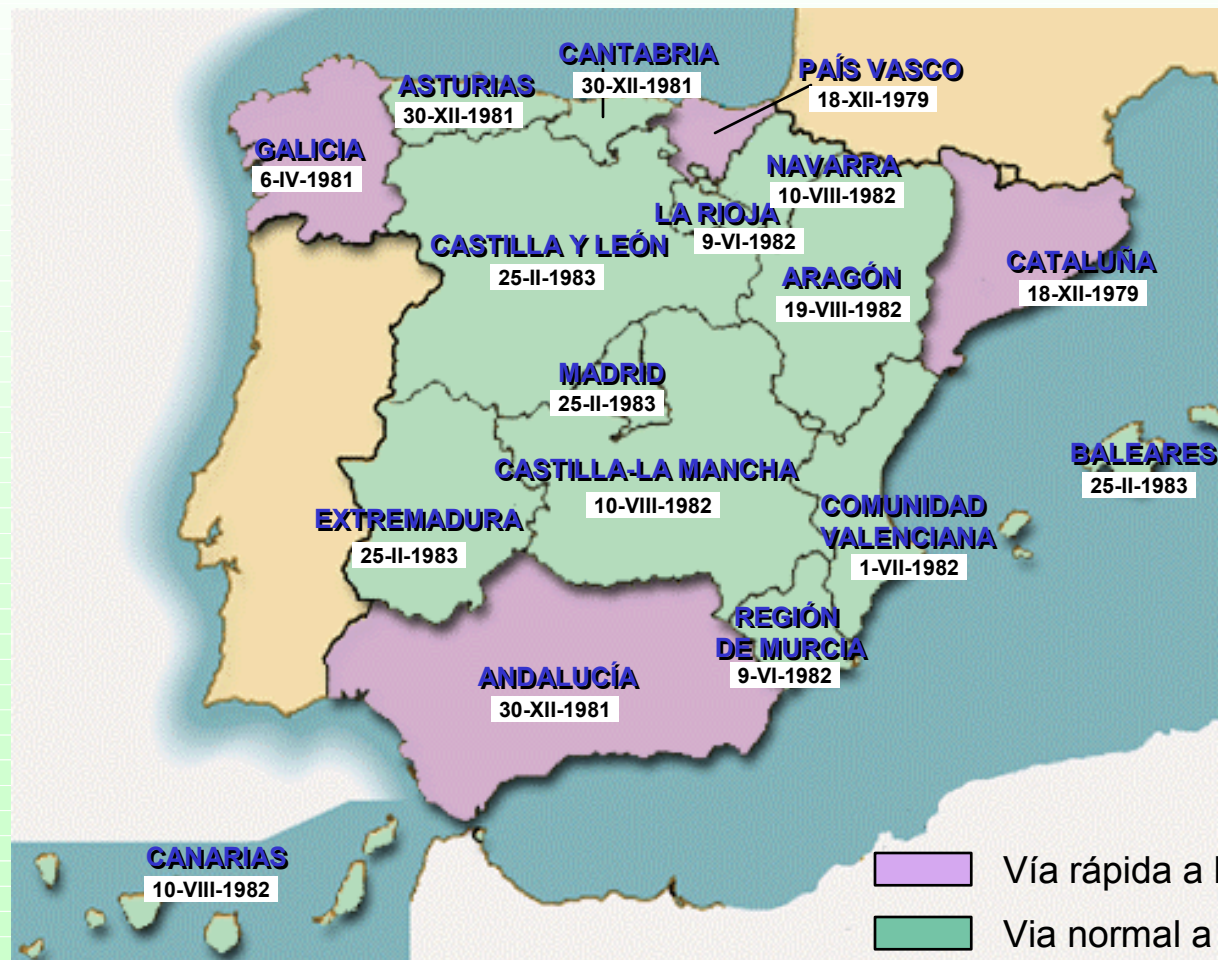 CANTABRIA
30-XII-1981
PAÍS VASCO
18-XII-1979
ASTURIAS
30-XII-1981
GALICIA
6-IV-1981
NAVARRA
10-VIII-1982
LA RIOJA
9-VI-1982
CASTILLA Y LEÓN
25-II-1983
CATALUÑA
18-XII-1979
ARAGÓN
19-VIII-1982
MADRID
25-II-1983
BALEARES
25-II-1983
CASTILLA-LA MANCHA
10-VIII-1982
COMUNIDAD
VALENCIANA
1-VII-1982
EXTREMADURA
25-II-1983
REGIÓN
DE MURCIA
9-VI-1982
ANDALUCÍA
30-XII-1981
CANARIAS
10-VIII-1982
Vía rápida a
Via normal a